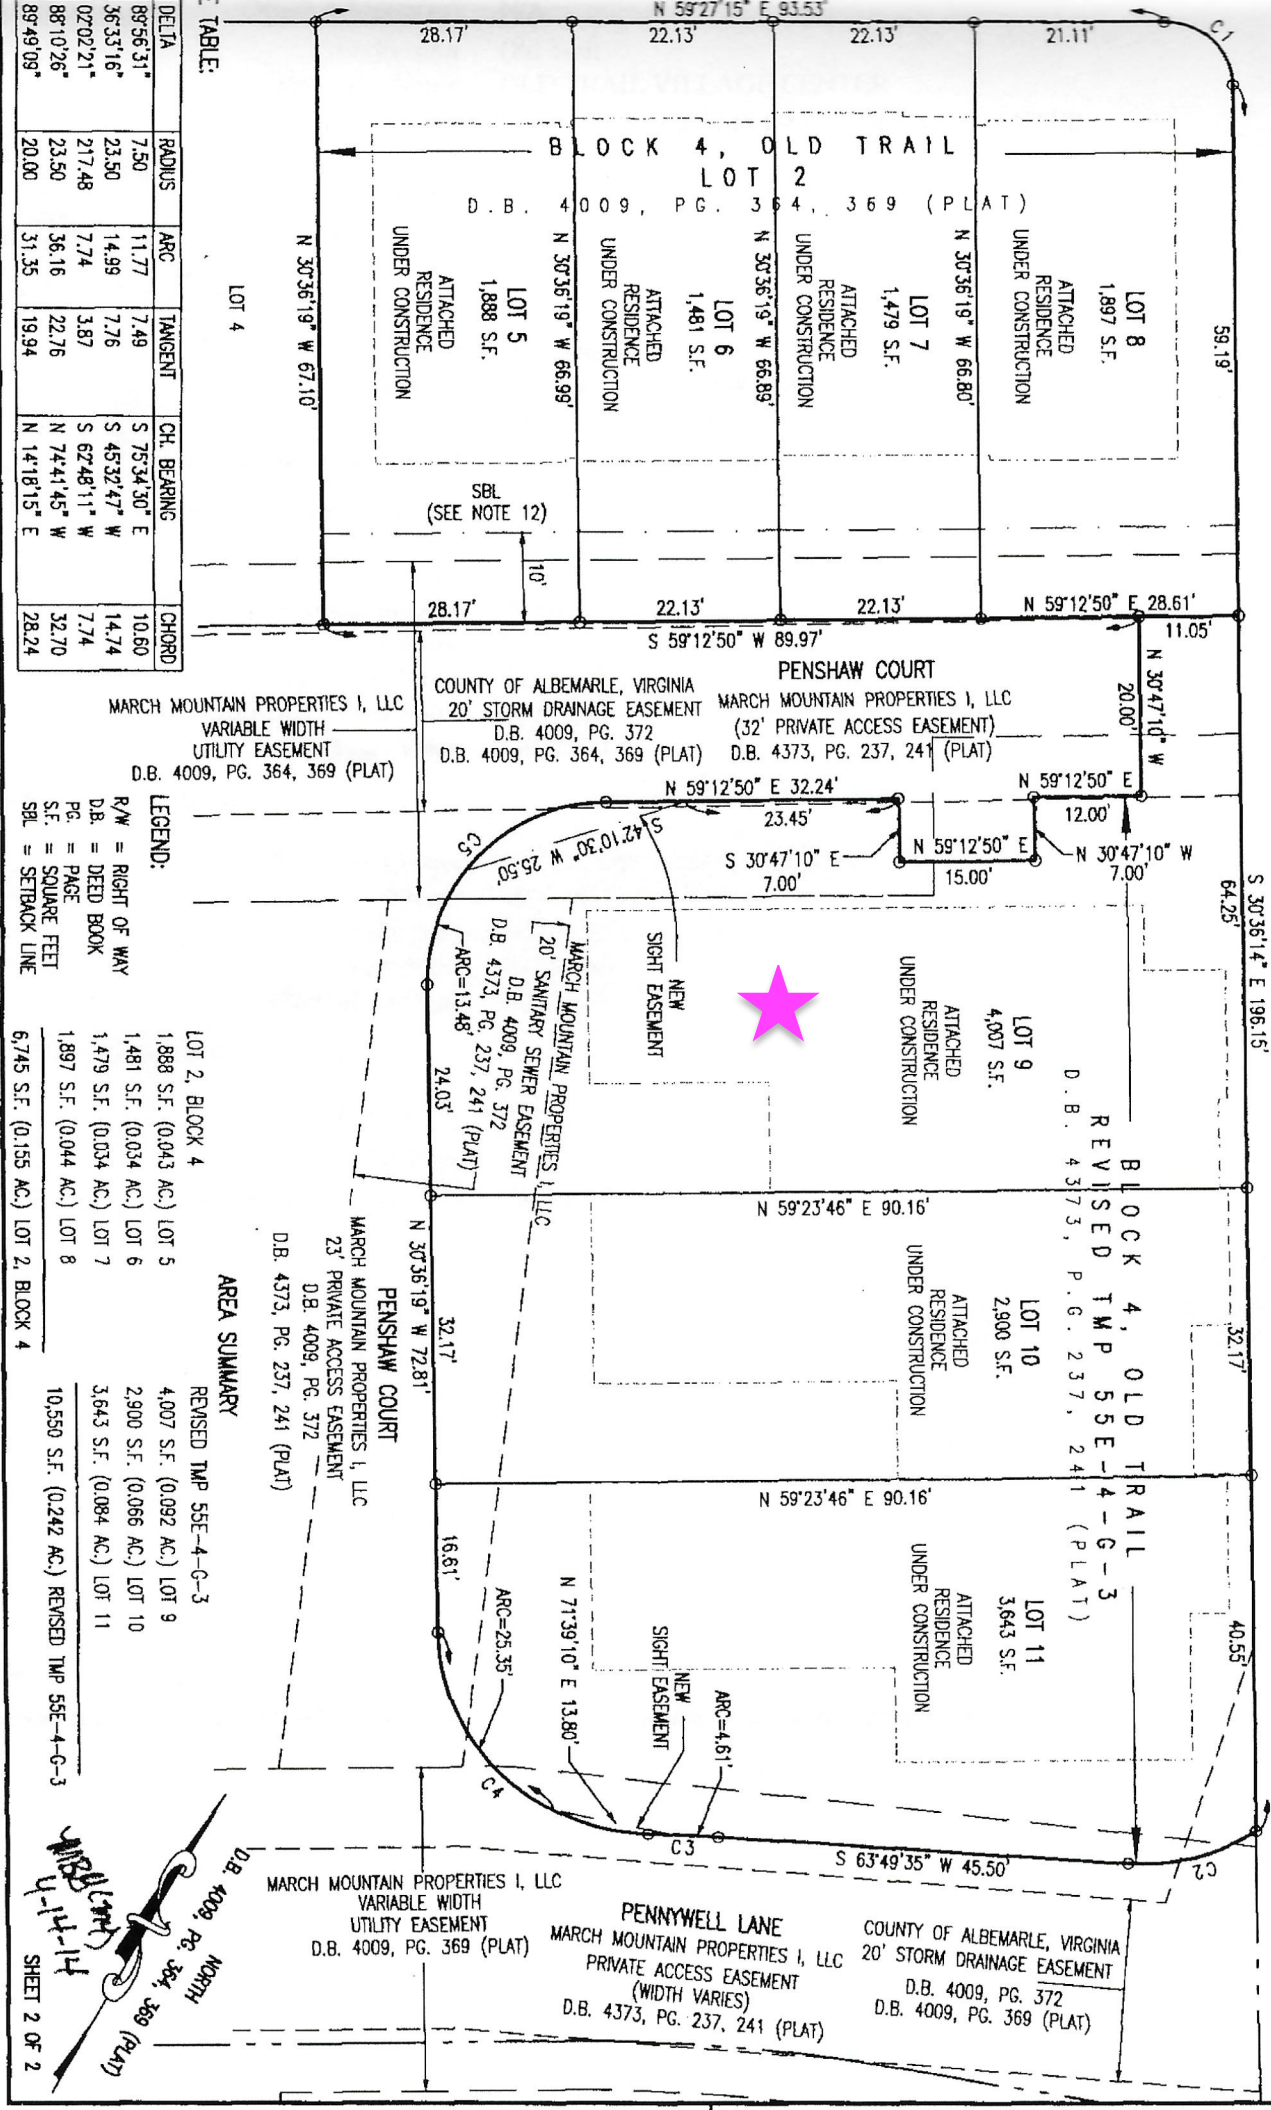 N 59°27'15" E 93.53'
28.17'
22.13'
22.13'
21.11'
C1
BLOCK 4, OLD TRAIL
LOT 2
D.B. 4009, PG. 364, 369 (PLAT)
LOT 4
N 30°36'19" W 67.10'
LOT 5
1,888 S.F.
ATTACHED
RESIDENCE
UNDER CONSTRUCTION
N 30°36'19" W 66.99'
LOT 6
1,481 S.F.
ATTACHED
RESIDENCE
UNDER CONSTRUCTION
N 30°36'19" W 66.89'
LOT 7
1,479 S.F.
ATTACHED
RESIDENCE
UNDER CONSTRUCTION
N 30°36'19" W 66.80'
LOT 8
1,897 S.F.
ATTACHED
RESIDENCE
UNDER CONSTRUCTION
59.19'
SBL
(SEE NOTE 12)
10'
28.17'
22.13'
22.13'
N 59°12'50" E 28.61'
S 59°12'50" W 89.97'
11.05'
PENSHAW COURT
MARCH MOUNTAIN PROPERTIES I, LLC
(32' PRIVATE ACCESS EASEMENT)
D.B. 4373, PG. 237, 241 (PLAT)
COUNTY OF ALBEMARLE, VIRGINIA
20' STORM DRAINAGE EASEMENT
D.B. 4009, PG. 372
D.B. 4009, PG. 364, 369 (PLAT)
MARCH MOUNTAIN PROPERTIES I, LLC
VARIABLE WIDTH
UTILITY EASEMENT
D.B. 4009, PG. 364, 369 (PLAT)
N 30°47'10" W
20.00'
N 59°12'50" E 32.24'
23.45'
N 59°12'50" E
12.00'
S 30°47'10" E
7.00'
N 59°12'50" E
15.00'
N 30°47'10" W
7.00'
C5
S 42°10'30" W 25.50'
64.25'
S 30°36'14" E 196.15'
NEW
SIGHT EASEMENT
LOT 9
4,007 S.F.
ATTACHED
RESIDENCE
UNDER CONSTRUCTION
MARCH MOUNTAIN PROPERTIES I, LLC
20' SANITARY SEWER EASEMENT
D.B. 4009, PG. 372
D.B. 4373, PG. 237, 241 (PLAT)
ARC=13.48'
24.03'
BLOCK 4, OLD TRAIL
REVISED TMP 55E-4-G-3
D.B. 4373, P.G. 237, 241 (PLAT)
N 59°23'46" E 90.16'
LOT 10
2,900 S.F.
ATTACHED
RESIDENCE
UNDER CONSTRUCTION
32.17'
N 30°36'19" W 72.81'
32.17'
PENSHAW COURT
MARCH MOUNTAIN PROPERTIES I, LLC
23' PRIVATE ACCESS EASEMENT
D.B. 4009, PG. 372
D.B. 4373, PG. 237, 241 (PLAT)
N 59°23'46" E 90.16'
LOT 11
3,643 S.F.
ATTACHED
RESIDENCE
UNDER CONSTRUCTION
40.55'
16.61'
ARC=25.35'
N 71°39'10" E 13.80'
NEW
SIGHT EASEMENT
ARC=4.61'
C4
C3
S 63°49'35" W 45.50'
C2
MARCH MOUNTAIN PROPERTIES I, LLC
VARIABLE WIDTH
UTILITY EASEMENT
D.B. 4009, PG. 369 (PLAT)
PENNYWELL LANE
MARCH MOUNTAIN PROPERTIES I, LLC
PRIVATE ACCESS EASEMENT
(WIDTH VARIES)
D.B. 4373, PG. 237, 241 (PLAT)
COUNTY OF ALBEMARLE, VIRGINIA
20' STORM DRAINAGE EASEMENT
D.B. 4009, PG. 372
D.B. 4009, PG. 369 (PLAT)
TABLE:
DELTA RADIUS ARC TANGENT CH. BEARING CHORD
89°56'31" 7.50 11.77 7.49 S 75°34'30" E 10.60
36°33'16" 23.50 14.99 7.76 S 45°32'47" W 14.74
02°02'21" 217.48 7.74 3.87 S 62°48'11" W 7.74
88°10'26" 23.50 36.16 22.76 N 74°41'45" W 32.70
89°49'09" 20.00 31.35 19.94 N 14°18'15" E 28.24
LEGEND:
R/W = RIGHT OF WAY
D.B. = DEED BOOK
PG. = PAGE
S.F. = SQUARE FEET
SBL = SETBACK LINE
AREA SUMMARY
LOT 2, BLOCK 4
1,888 S.F. (0.043 AC.) LOT 5
1,481 S.F. (0.034 AC.) LOT 6
1,479 S.F. (0.034 AC.) LOT 7
1,897 S.F. (0.044 AC.) LOT 8
6,745 S.F. (0.155 AC.) LOT 2, BLOCK 4
REVISED TMP 55E-4-G-3
4,007 S.F. (0.092 AC.) LOT 9
2,900 S.F. (0.066 AC.) LOT 10
3,643 S.F. (0.084 AC.) LOT 11
10,550 S.F. (0.242 AC.) REVISED TMP 55E-4-G-3
NORTH
D.B. 4009, PG. 364, 369 (PLAT)
4-14-14
SHEET 2 OF 2